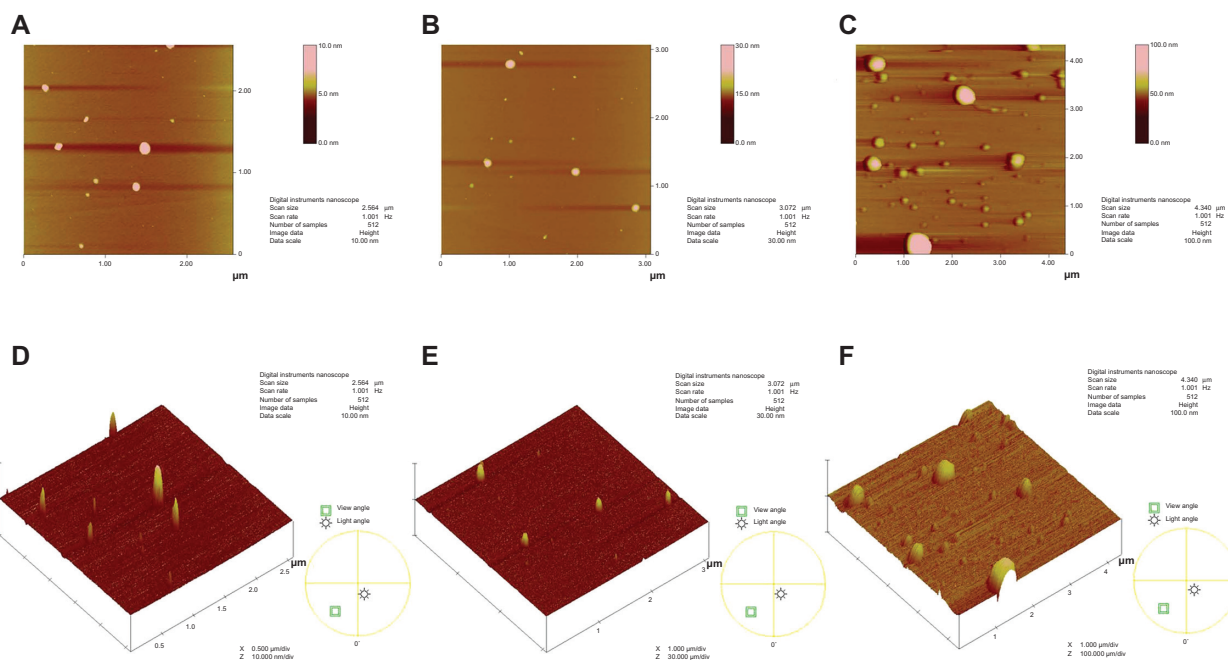 A
10.0 nm
5.0 nm
0.0 nm
2.00
1.00
0
0
1.00
2.00
µm
Digital instruments nanoscope
Scan size 2.564 µm
Scan rate 1.001 Hz
Number of samples 512
Image data Height
Data scale 10.00 nm
B
30.0 nm
15.0 nm
0.0 nm
3.00
2.00
1.00
0
0
1.00
2.00
3.00
µm
Digital instruments nanoscope
Scan size 3.072 µm
Scan rate 1.001 Hz
Number of samples 512
Image data Height
Data scale 30.00 nm
C
100.0 nm
50.0 nm
0.0 nm
4.00
3.00
2.00
1.00
0
0
1.00
2.00
3.00
4.00
µm
Digital instruments nanoscope
Scan size 4.340 µm
Scan rate 1.001 Hz
Number of samples 512
Image data Height
Data scale 100.0 nm
D
Digital instruments nanoscope
Scan size 2.564 µm
Scan rate 1.001 Hz
Number of samples 512
Image data Height
Data scale 10.00 nm
View angle
Light angle
µm
2.5
2.0
1.5
1.0
0.5
0°
X 0.500 µm/div
Z 10.000 nm/div
E
Digital instruments nanoscope
Scan size 3.072 µm
Scan rate 1.001 Hz
Number of samples 512
Image data Height
Data scale 30.00 nm
View angle
Light angle
µm
3
2
1
0°
X 1.000 µm/div
Z 30.000 µm/div
F
Digital instruments nanoscope
Scan size 4.340 µm
Scan rate 1.001 Hz
Number of samples 512
Image data Height
Data scale 100.0 nm
View angle
Light angle
µm
4
3
2
1
0°
X 1.000 µm/div
Z 100.000 µm/div